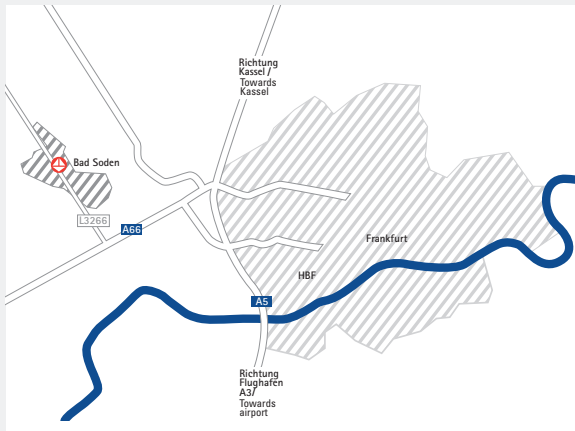 Richtung
Kassel /
Towards
Kassel
Bad Soden
L3266
A66
Frankfurt
HBF
A5
Richtung
Flughafen
A3/
Towards
airport